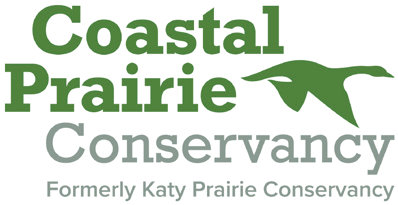 Coastal
Prairie
Conservancy
Formerly Katy Prairie Conservancy